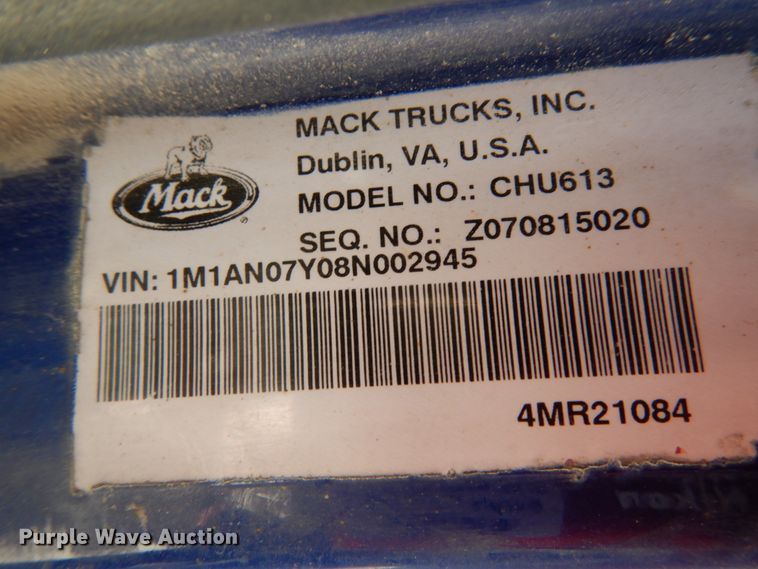 MACK TRUCKS, INC.
Dublin, VA, U.S.A.
Mack
MODEL NO.: CHU613
SEQ. NO.: Z070815020
VIN: 1M1AN07Y08N002945
4MR21084
Purple Wave Auction